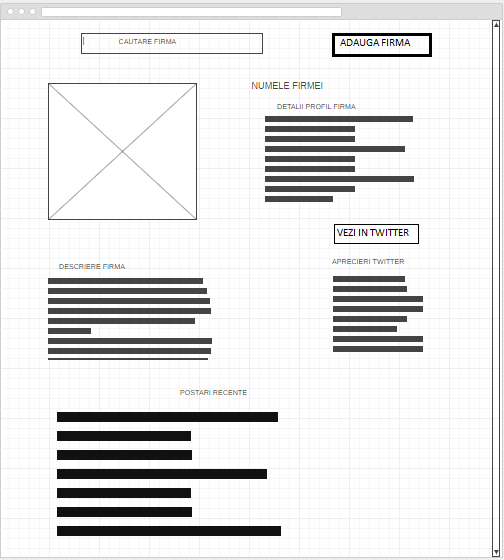 CAUTARE FIRMA
ADAUGA FIRMA
NUMELE FIRMEI
DETALII PROFIL FIRMA
VEZI IN TWITTER
DESCRIERE FIRMA
APRECIERI TWITTER
POSTARI RECENTE